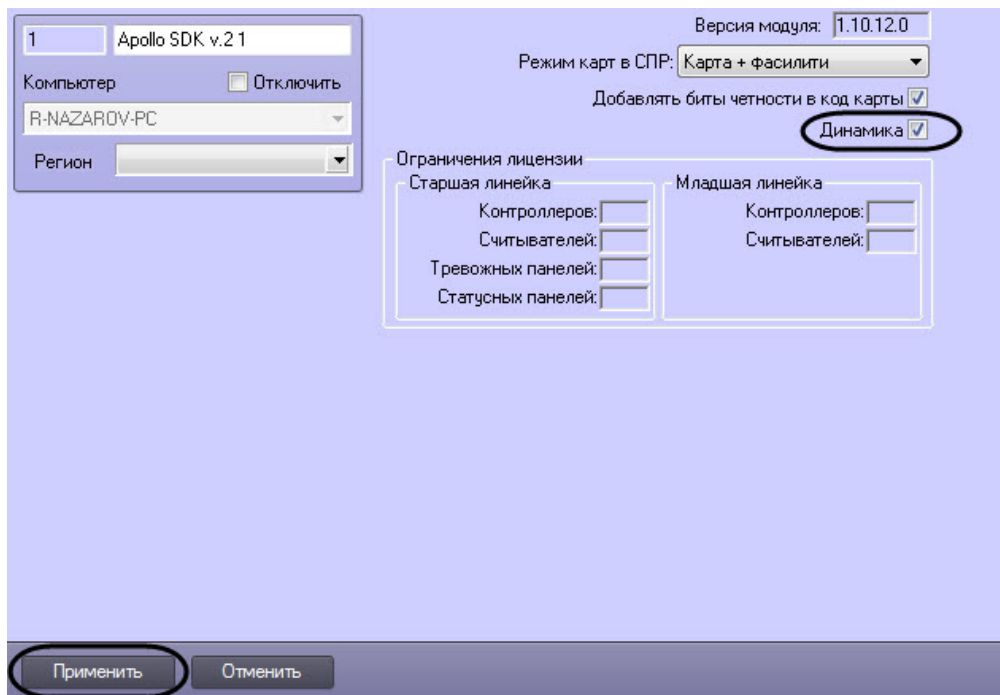 1 Apollo SDK v.2 1
Компьютер Отключить
R-NAZAROV-PC
Регион
Версия модуля: 1.10.12.0
Режим карт в СПР: Карта + фасилити
Добавлять биты четности в код карты
Динамика
Ограничения лицензии
Старшая линейка
Контроллеров:
Считывателей:
Тревожных панелей:
Статусных панелей:
Младшая линейка
Контроллеров:
Считывателей:
Применить Отменить